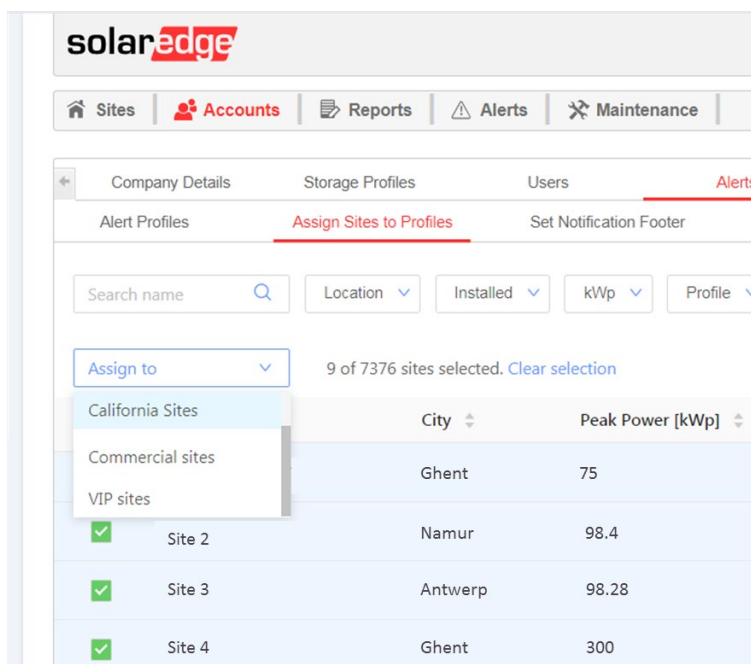 solaredge
Sites Accounts Reports Alerts Maintenance
Company Details Storage Profiles Users Alerts
Alert Profiles Assign Sites to Profiles Set Notification Footer
Search name Location Installed kWp Profile
Assign to 9 of 7376 sites selected. Clear selection
California Sites
City Peak Power [kWp]
Commercial sites
Ghent 75
VIP sites
Site 2 Namur 98.4
Site 3 Antwerp 98.28
Site 4 Ghent 300